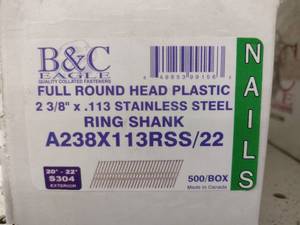 B&C
EAGLE
QUALITY COLLATED FASTENERS
FULL ROUND HEAD PLASTIC
2 3/8" x .113 STAINLESS STEEL
RING SHANK
A238X113RSS/22
20° - 22°
S304
EXTERIOR
500/BOX
Made in Canada
NAILS